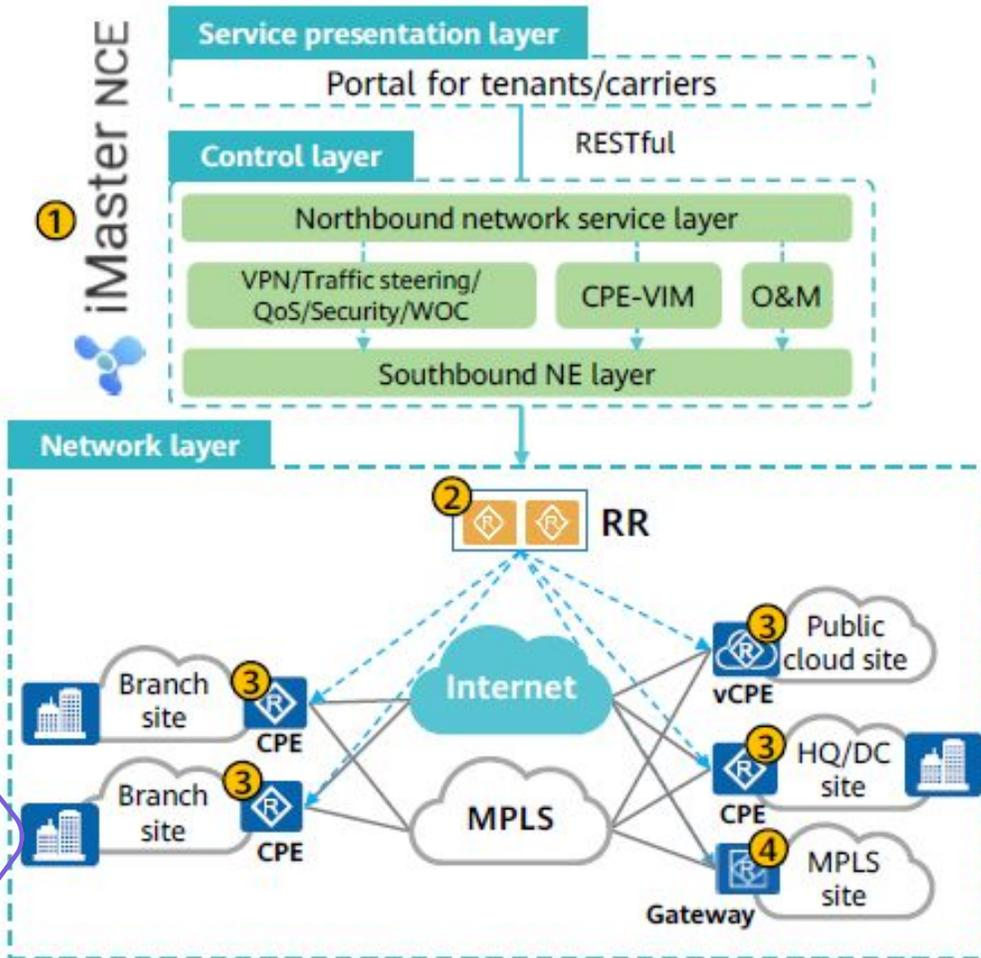 iMaster NCE
Service presentation layer
Portal for tenants/carriers
RESTful
Control layer
1
Northbound network service layer
VPN/Traffic steering/
QoS/Security/WOC
CPE-VIM
O&M
Southbound NE layer
Network layer
2
R
R
RR
Branch
site
3
R
CPE
Internet
3
R
vCPE
Public
cloud site
Branch
site
3
R
CPE
MPLS
3
R
CPE
HQ/DC
site
4
R
Gateway
MPLS
site